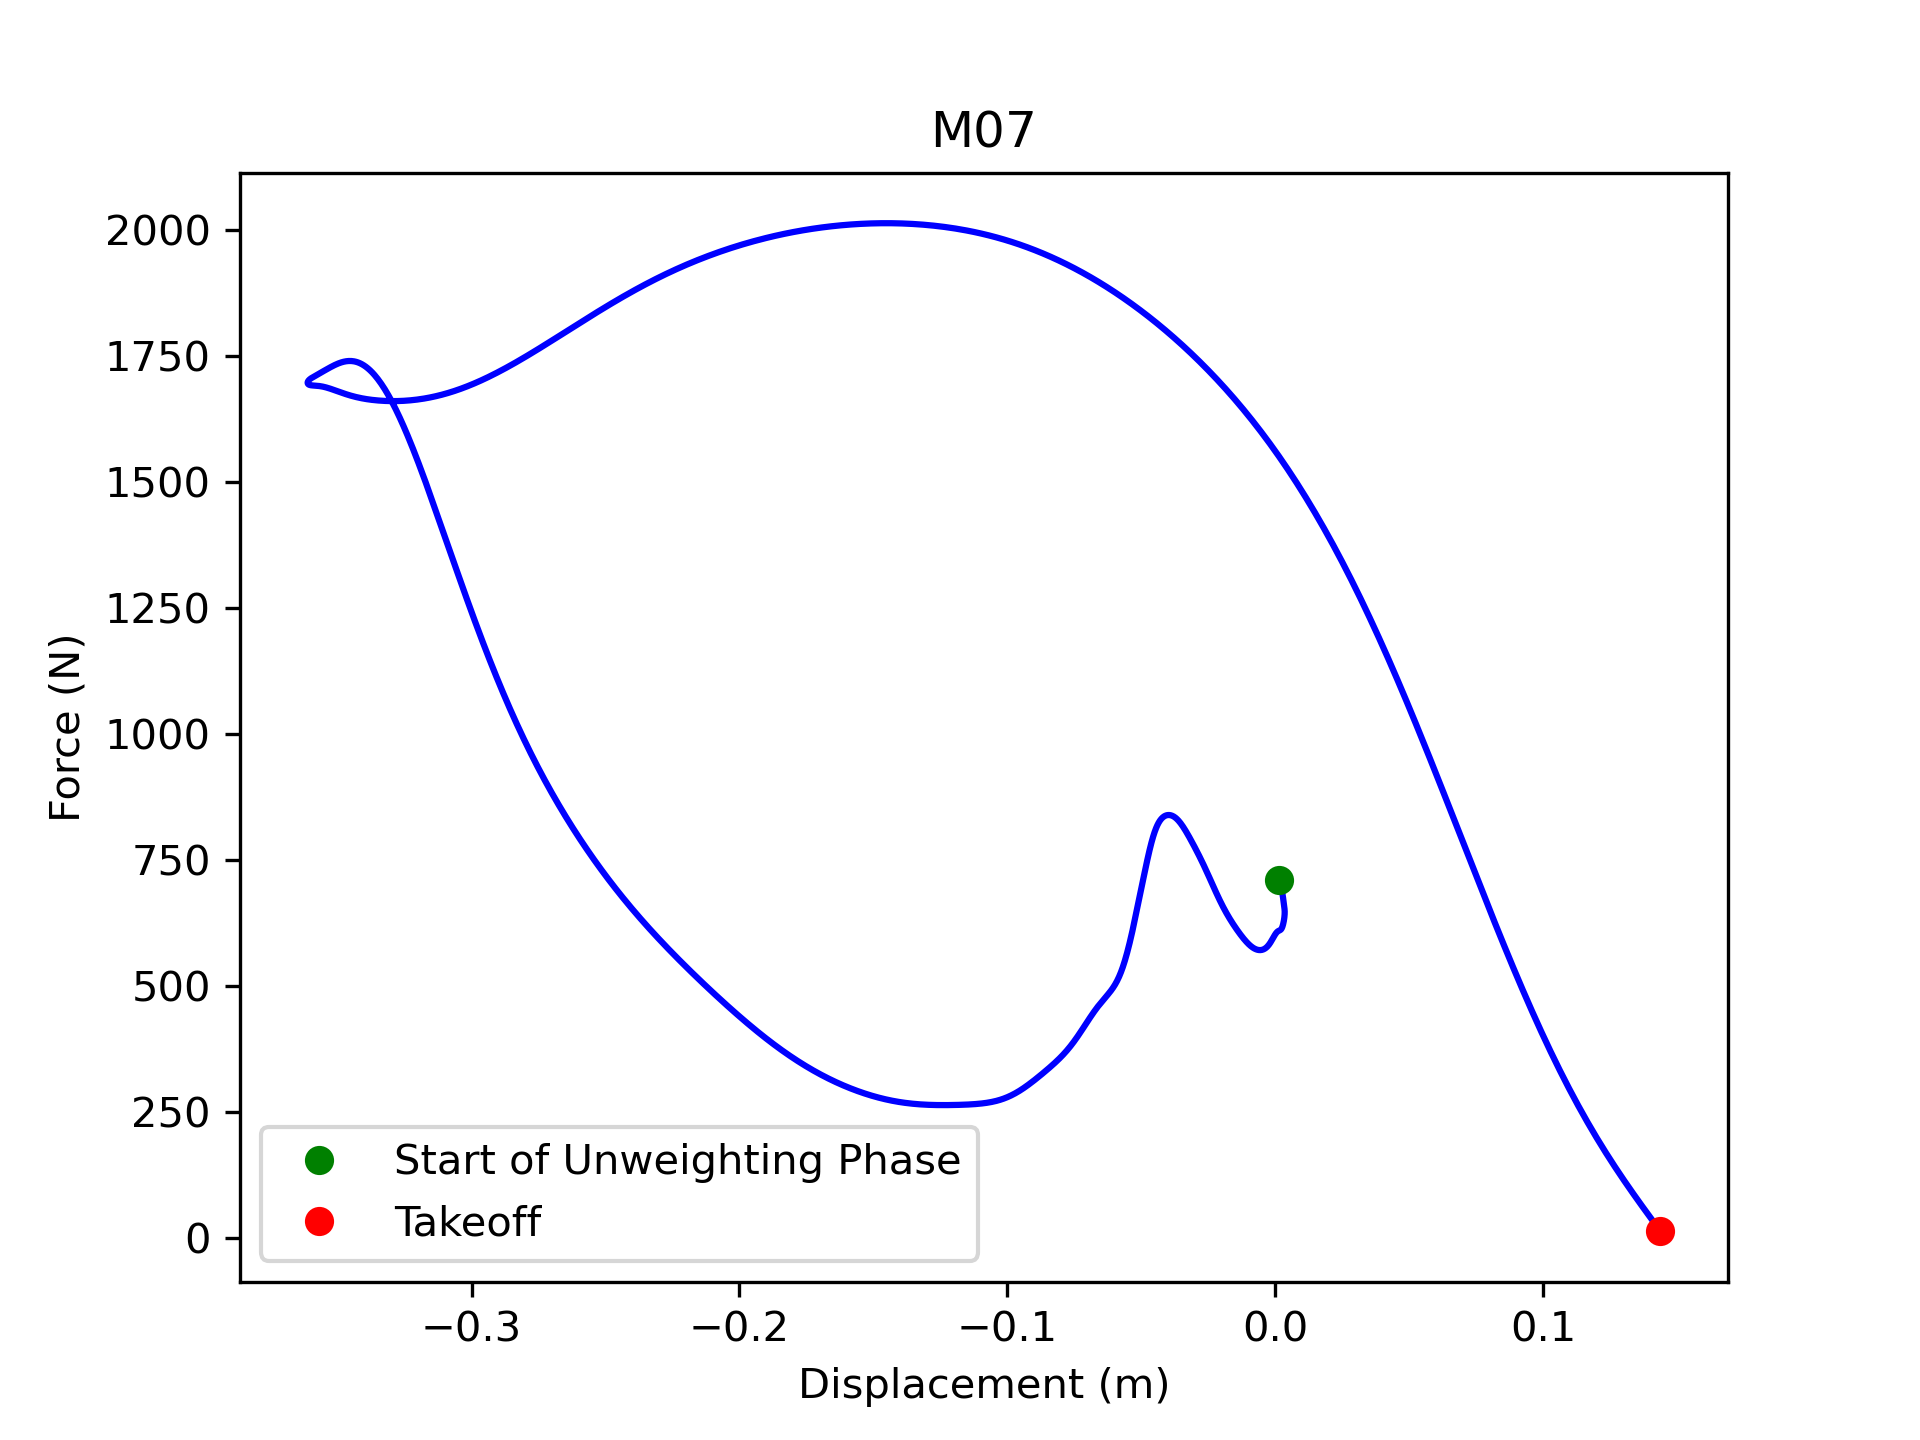 M07
2000
1750
1500
1250
1000
750
500
250
0
Force (N)
Start of Unweighting Phase
Takeoff
−0.3 −0.2 −0.1 0.0 0.1
Displacement (m)